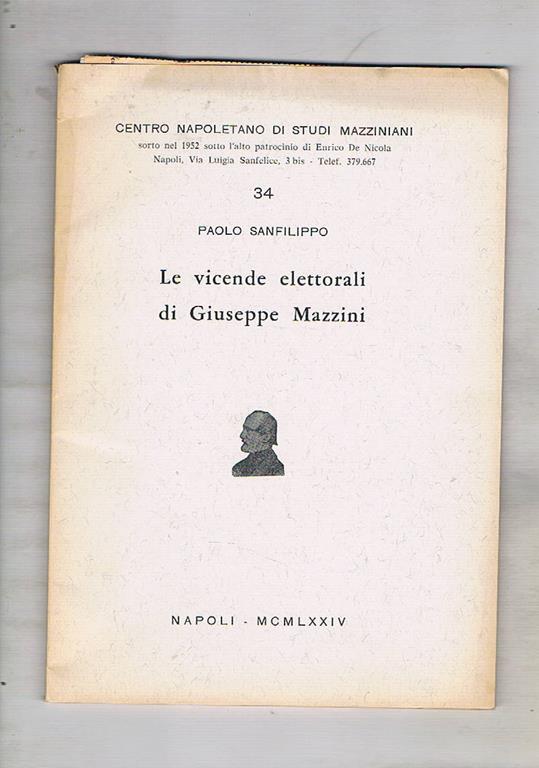 CENTRO NAPOLETANO DI STUDI MAZZINIANI
sorto nel 1952 sotto l'alto patrocinio di Enrico De Nicola
Napoli, Via Luigia Sanfelice, 3 bis - Telef. 379.667
34
PAOLO SANFILIPPO
Le vicende elettorali
di Giuseppe Mazzini
NAPOLI - MCMLXXIV